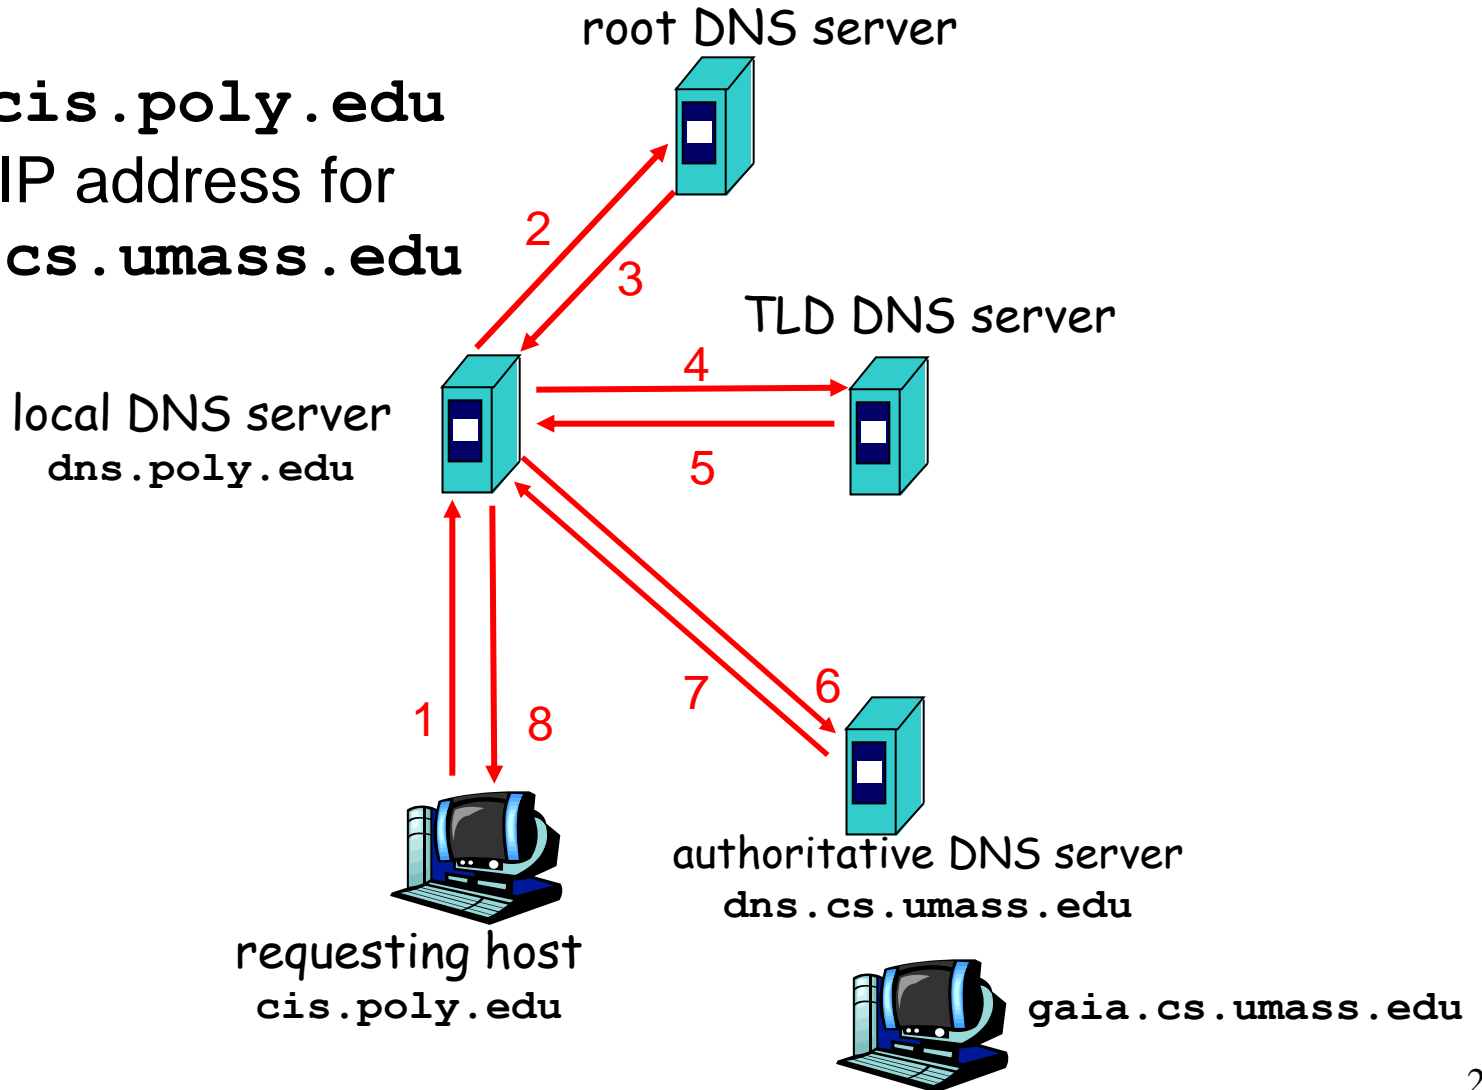 root DNS server
cis.poly.edu
IP address for
cs.umass.edu
2
3
TLD DNS server
4
local DNS server
dns.poly.edu
5
6
7
1
8
authoritative DNS server
dns.cs.umass.edu
requesting host
cis.poly.edu
gaia.cs.umass.edu
2